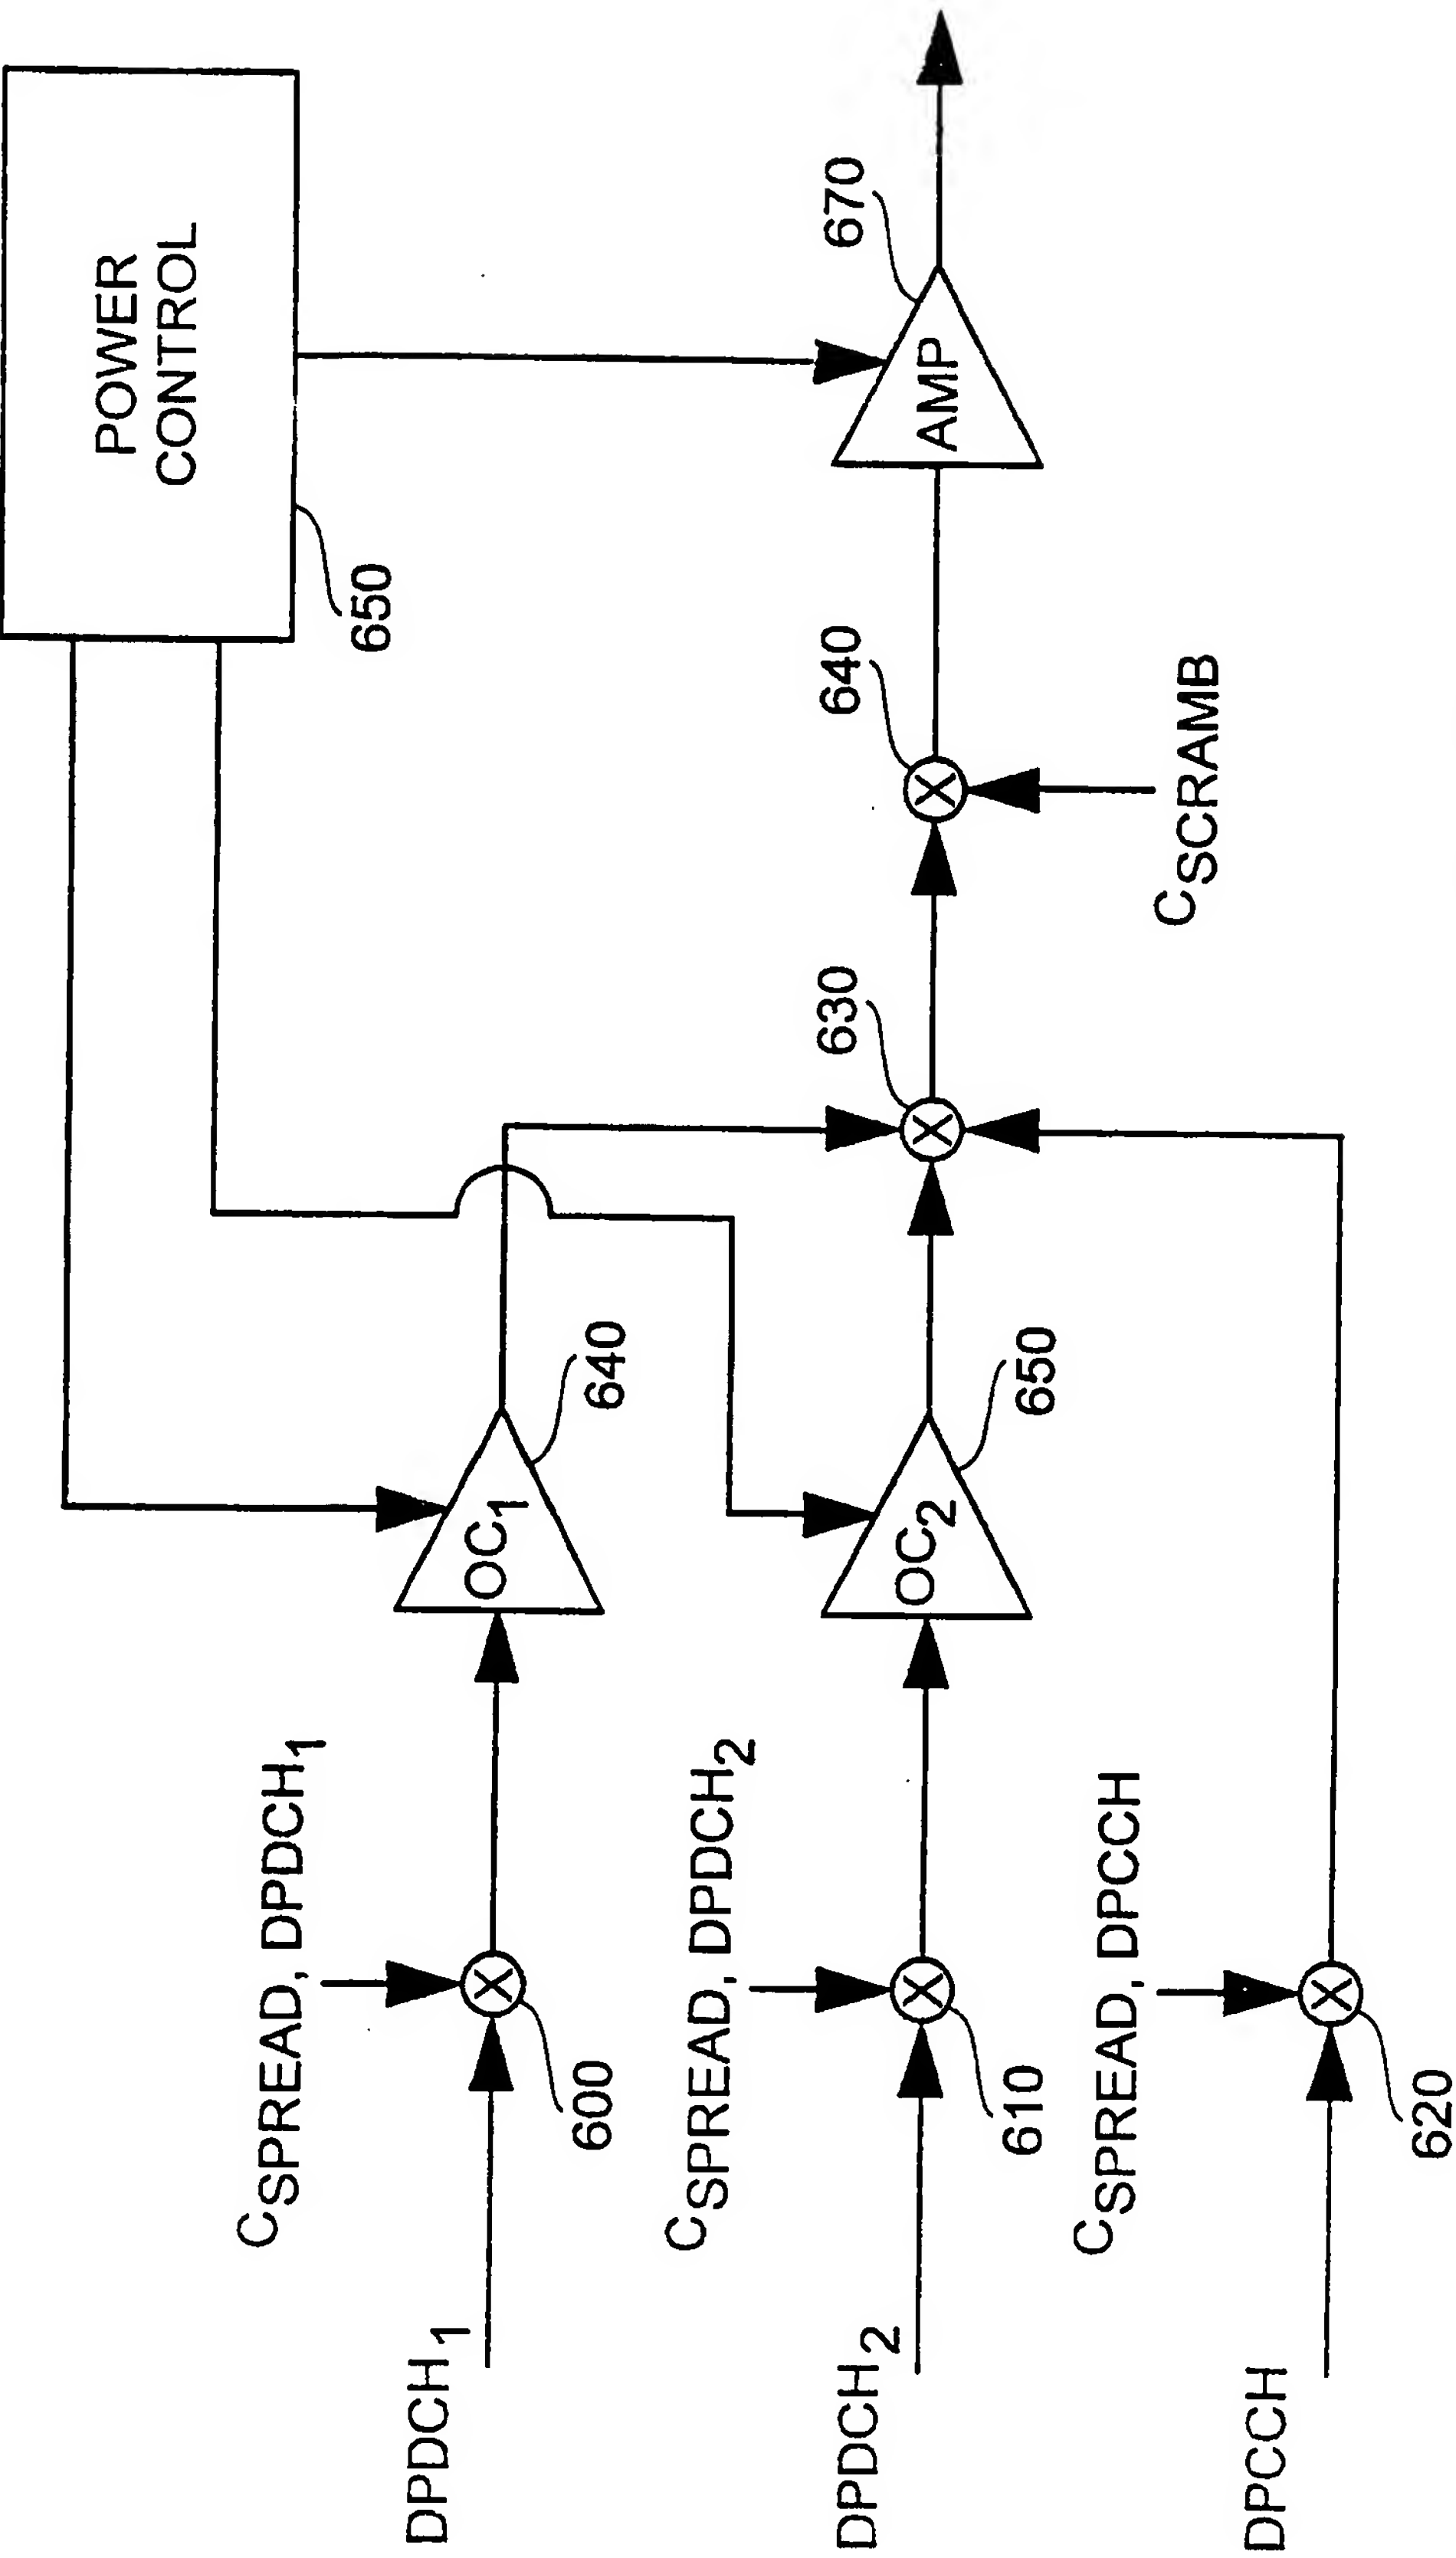 POWER
CONTROL
650
670
AMP
640
CSCRAMB
630
OC1
640
OC2
650
CSPREAD, DPDCH1
DPDCH1
600
CSPREAD, DPDCH2
DPDCH2
610
CSPREAD, DPCCH
DPCCH
620